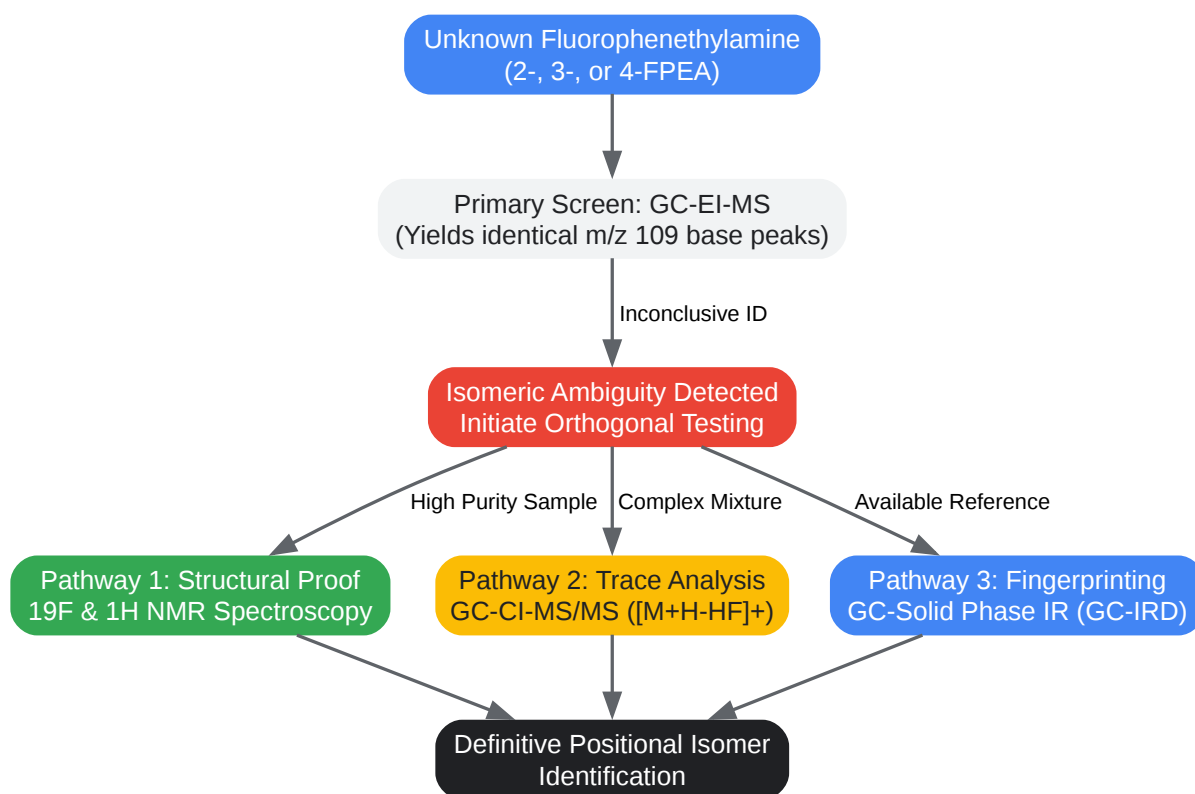 Unknown Fluorophenethylamine
(2-, 3-, or 4-FPEA)
Primary Screen: GC-EI-MS
(Yields identical m/z 109 base peaks)
Inconclusive ID
Isomeric Ambiguity Detected
Initiate Orthogonal Testing
High Purity Sample
Complex Mixture
Available Reference
Pathway 1: Structural Proof
19F & 1H NMR Spectroscopy
Pathway 2: Trace Analysis
GC-CI-MS/MS ([M+H-HF]+)
Pathway 3: Fingerprinting
GC-Solid Phase IR (GC-IRD)
Definitive Positional Isomer
Identification